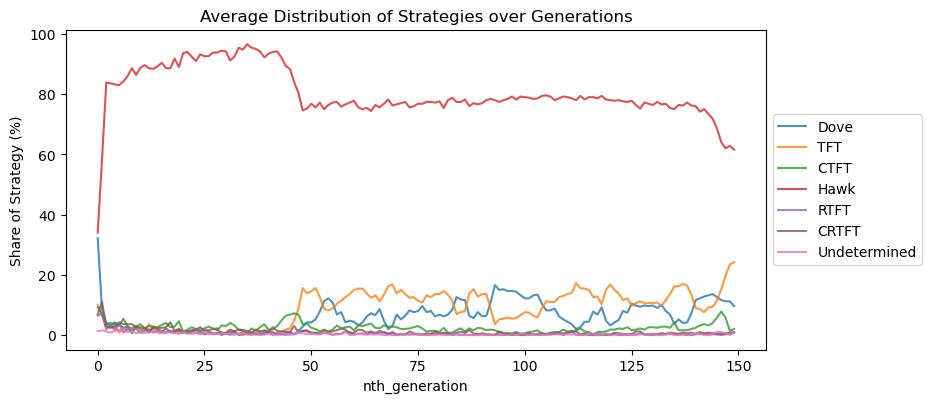 Average Distribution of Strategies over Generations
Share of Strategy (%)
100
80
60
40
20
0
0
25
50
75
100
125
150
nth_generation
Dove
TFT
CTFT
Hawk
RTFT
CRTFT
Undetermined